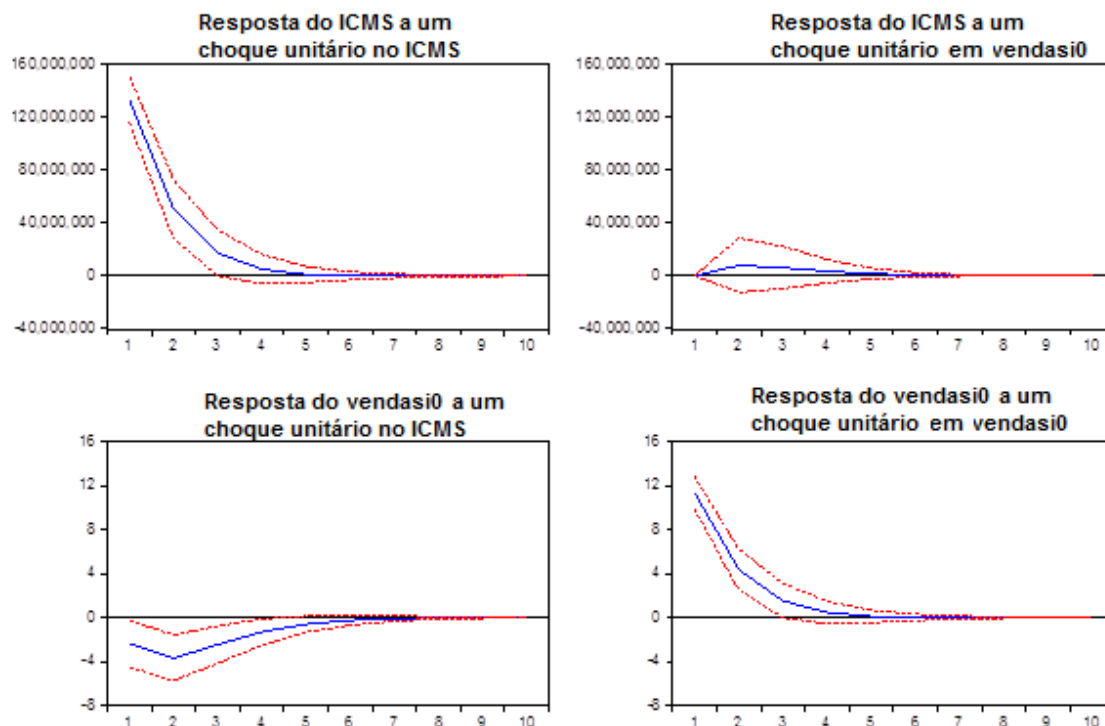 Resposta do ICMS a um
choque unitário no ICMS
160,000,000
120,000,000
80,000,000
40,000,000
0
-40,000,000
1 2 3 4 5 6 7 8 9 10
Resposta do ICMS a um
choque unitário em vendasi0
160,000,000
120,000,000
80,000,000
40,000,000
0
-40,000,000
1 2 3 4 5 6 7 8 9 10
Resposta do vendasi0 a um
choque unitário no ICMS
16
12
8
4
0
-4
-8
1 2 3 4 5 6 7 8 9 10
Resposta do vendasi0 a um
choque unitário em vendasi0
16
12
8
4
0
-4
-8
1 2 3 4 5 6 7 8 9 10